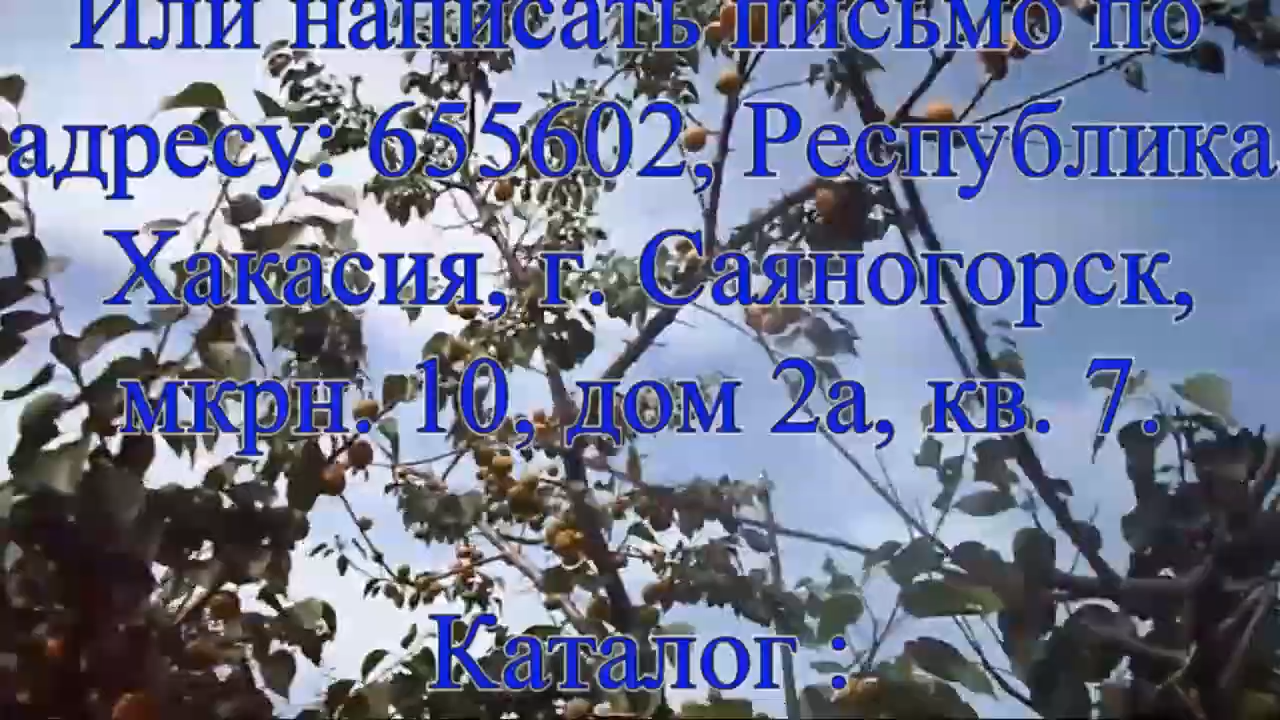 Или написать письмо по
адресу: 655602, Республика
Хакасия, г. Саяногорск,
мкрн. 10, дом 2а, кв. 7.
Каталог :